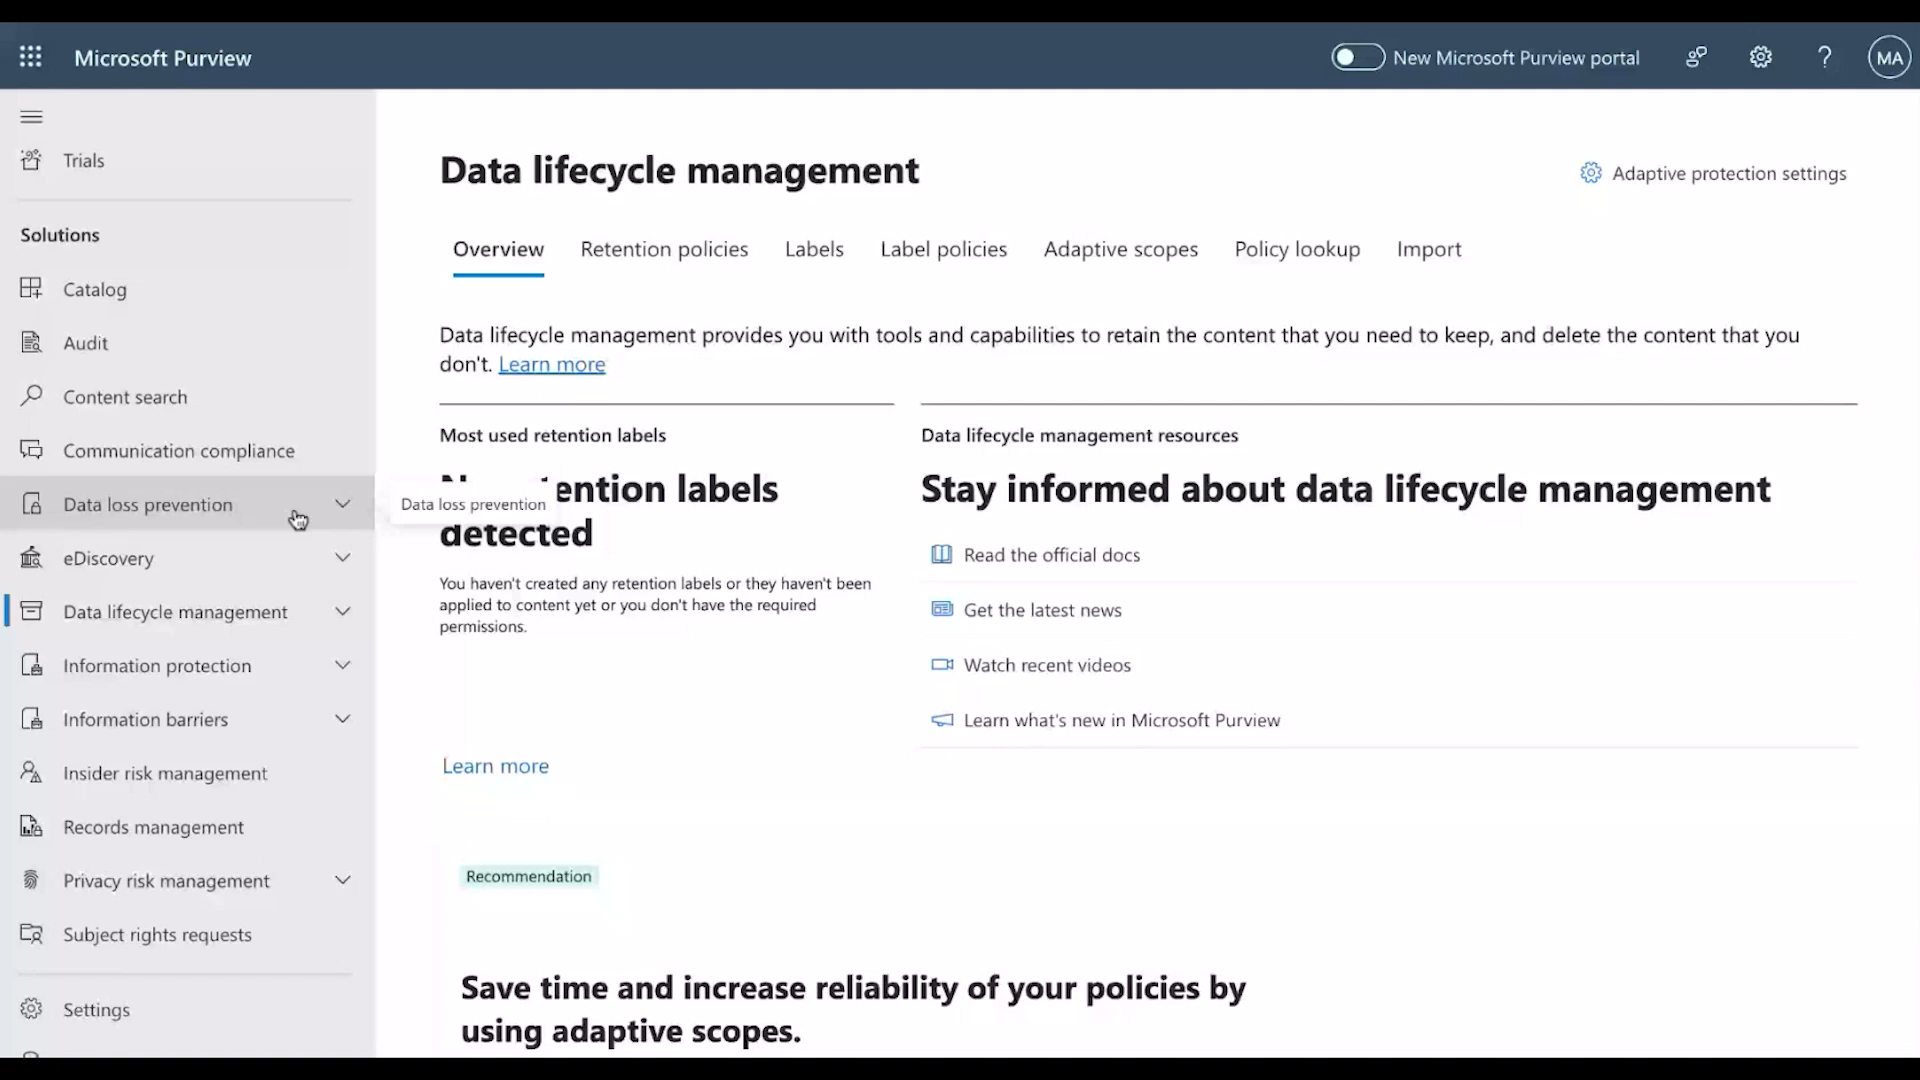 Microsoft Purview
New Microsoft Purview portal
?
MA
Trials
Solutions
Catalog
Audit
Content search
Communication compliance
Data loss prevention
eDiscovery
Data lifecycle management
Information protection
Information barriers
Insider risk management
Records management
Privacy risk management
Subject rights requests
Settings
Data loss prevention
Data lifecycle management
Adaptive protection settings
Overview Retention policies Labels Label policies Adaptive scopes Policy lookup Import
Data lifecycle management provides you with tools and capabilities to retain the content that you need to keep, and delete the content that you
don't. Learn more
Most used retention labels
labels
detected
You haven't created any retention labels or they haven't been
applied to content yet or you don't have the required
permissions.
Learn more
Data lifecycle management resources
Stay informed about data lifecycle management
Read the official docs
Get the latest news
Watch recent videos
Learn what's new in Microsoft Purview
Recommendation
Save time and increase reliability of your policies by
using adaptive scopes.